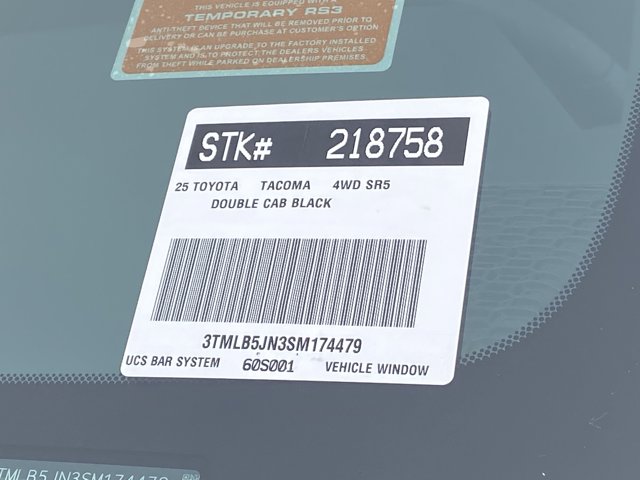 THIS VEHICLE IS EQUIPPED WITH A
TEMPORARY RS3
ANTI-THEFT DEVICE THAT WILL BE REMOVED PRIOR TO
DELIVERY OR CAN BE PURCHASE AT CUSTOMER'S OPTION
THIS SYSTEM IS AN UPGRADE TO THE FACTORY INSTALLED
SYSTEM AND IS TO PROTECT THE DEALERS VEHICLES
FROM THEFT WHILE PARKED ON DEALERSHIP PREMISES.
STK# 218758
25 TOYOTA TACOMA 4WD SR5
DOUBLE CAB BLACK
3TMLB5JN3SM174479
UCS BAR SYSTEM 60S001 VEHICLE WINDOW
TMLB5JN3SM174479